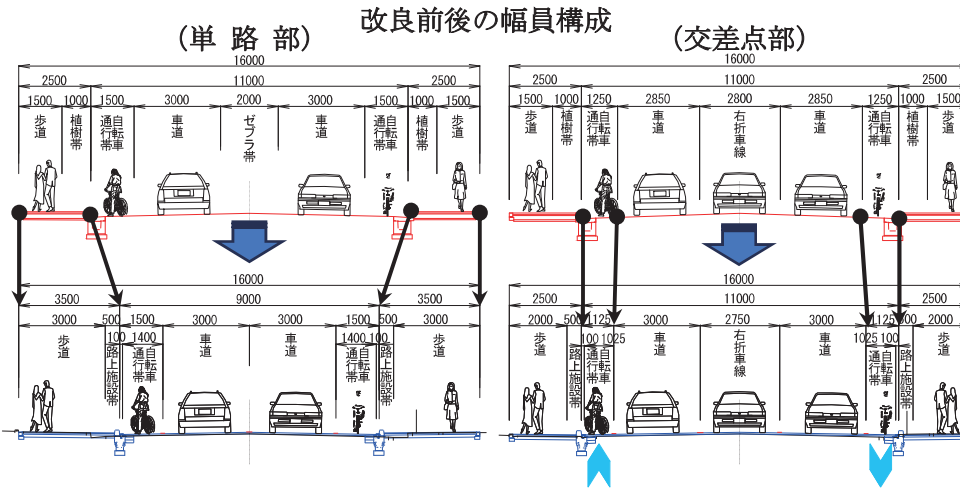 改良前後の幅員構成
(単 路 部)
16000
2500 11000 2500
1500 1000 1500 3000 2000 3000 1500 1000 1500
歩道 植樹帯 自転車通行帯 車道 ゼブラ帯 車道 自転車通行帯 植樹帯 歩道
16000
3500 9000 3500
3000 500 1500 3000 3000 1500 500 3000
100 1400 1400 100
歩道 路上施設帯 自転車通行帯 車道 車道 自転車通行帯 路上施設帯 歩道
(交差点部)
16000
2500 11000 2500
1500 1000 1250 2850 2800 2850 1250 1000 1500
歩道 植樹帯 自転車通行帯 車道 右折車線 車道 自転車通行帯 植樹帯 歩道
16000
2500 11000 2500
2000 500 1125 3000 2750 3000 1125 500 2000
100 1025 1025 100
歩道 路上施設帯 自転車通行帯 車道 右折車線 車道 自転車通行帯 路上施設帯 歩道